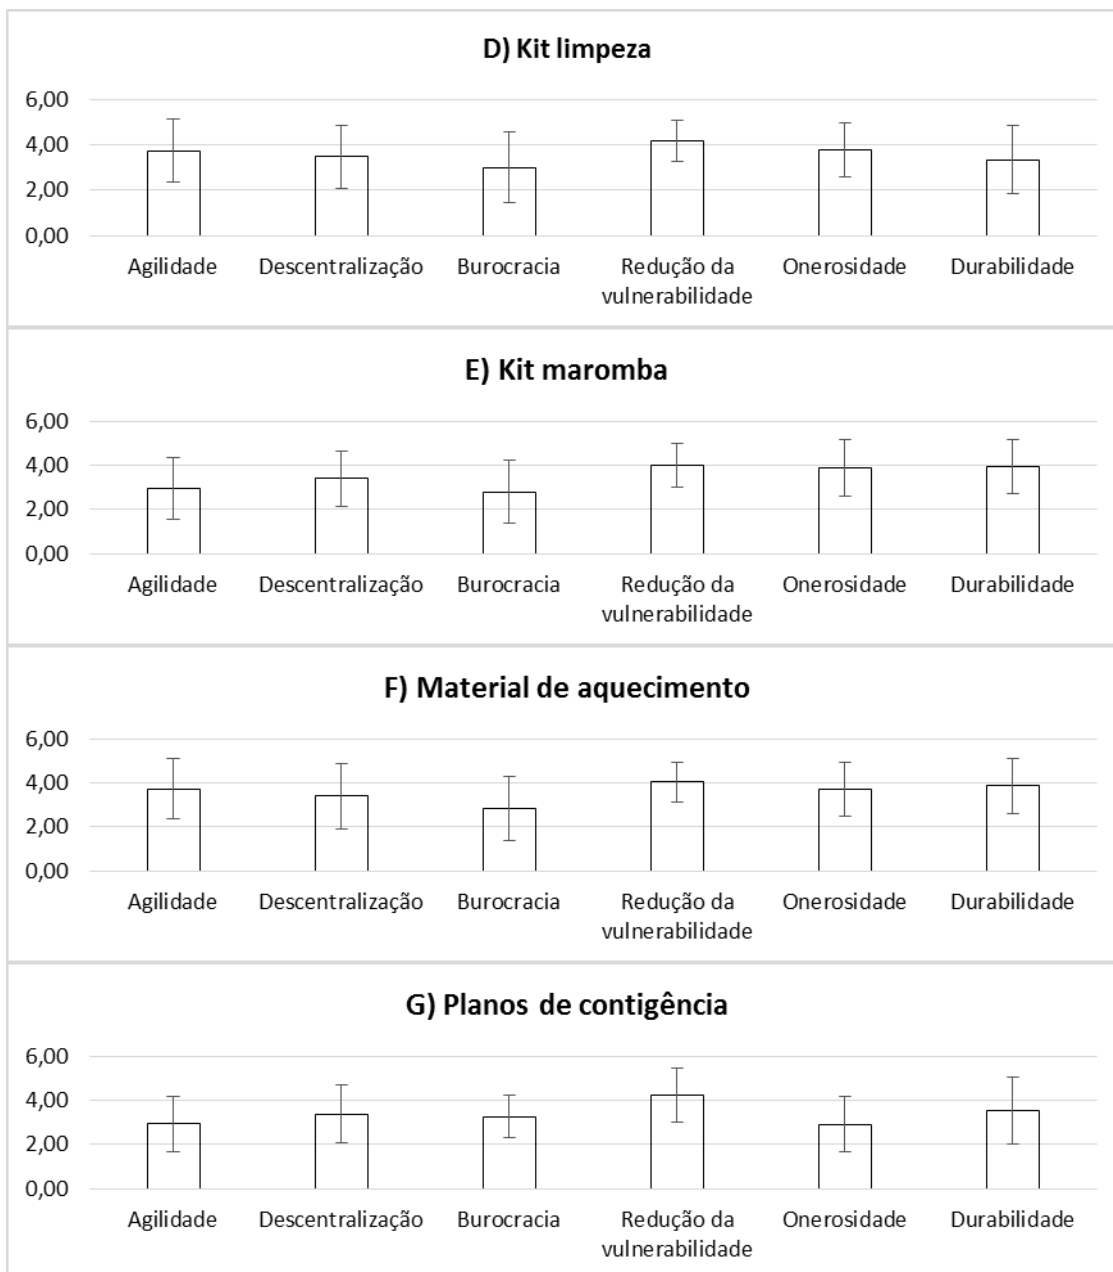 D) Kit limpeza
6,00
4,00
2,00
0,00
Agilidade Descentralização Burocracia Redução da Onerosidade Durabilidade
vulnerabilidade
E) Kit maromba
6,00
4,00
2,00
0,00
Agilidade Descentralização Burocracia Redução da Onerosidade Durabilidade
vulnerabilidade
F) Material de aquecimento
6,00
4,00
2,00
0,00
Agilidade Descentralização Burocracia Redução da Onerosidade Durabilidade
vulnerabilidade
G) Planos de contigência
6,00
4,00
2,00
0,00
Agilidade Descentralização Burocracia Redução da Onerosidade Durabilidade
vulnerabilidade